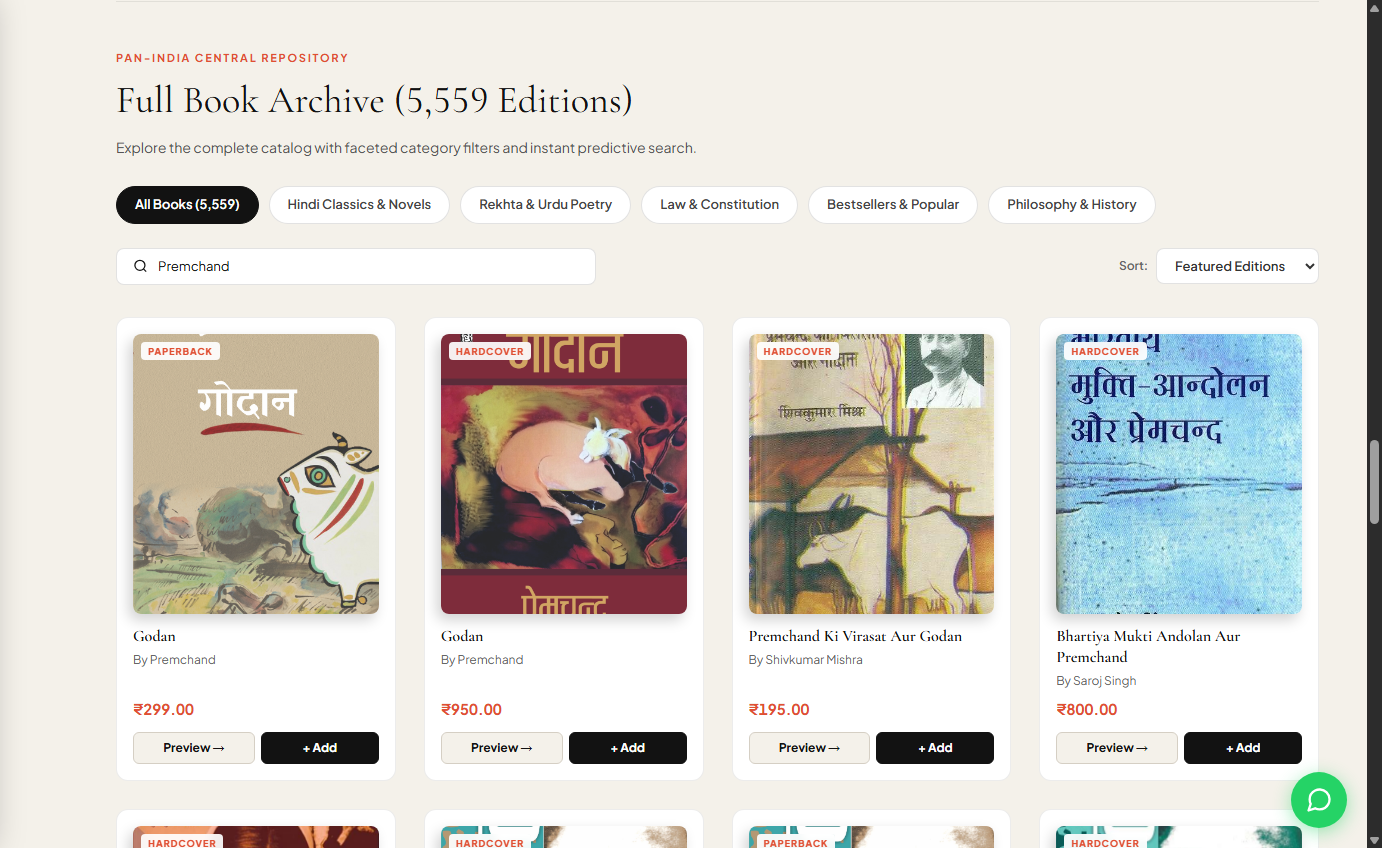 PAN-INDIA CENTRAL REPOSITORY
Full Book Archive (5,559 Editions)
Explore the complete catalog with faceted category filters and instant predictive search.
All Books (5,559)
Hindi Classics & Novels
Rekhta & Urdu Poetry
Law & Constitution
Bestsellers & Popular
Philosophy & History
Premchand
Sort:
Featured Editions
PAPERBACK
गोदान
HARDCOVER
गोदान
प्रेमचन्द
HARDCOVER
और गोदान
शिवकुमार मिश्र
HARDCOVER
मुक्ति-आन्दोलन
और प्रेमचन्द
Godan
By Premchand
₹299.00
Preview →
+ Add
Godan
By Premchand
₹950.00
Preview →
+ Add
Premchand Ki Virasat Aur Godan
By Shivkumar Mishra
₹195.00
Preview →
+ Add
Bhartiya Mukti Andolan Aur
Premchand
By Saroj Singh
₹800.00
Preview →
+ Add
HARDCOVER
HARDCOVER
PAPERBACK
HARDCOVER